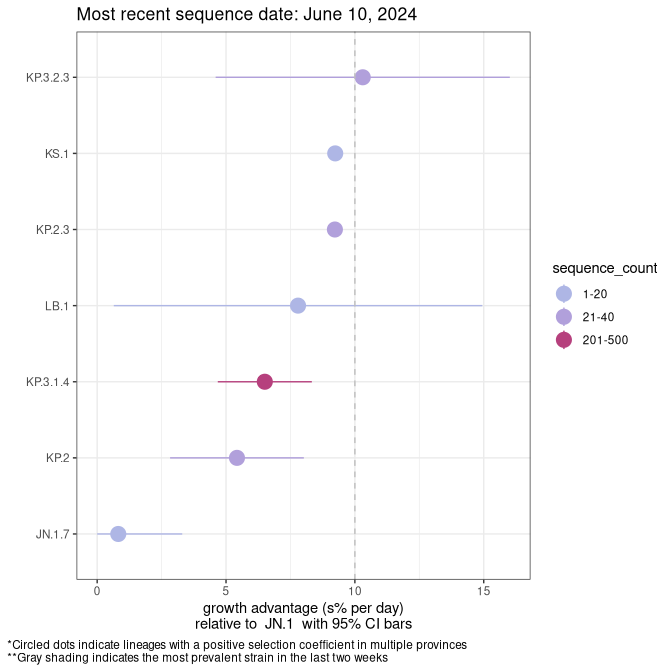 Most recent sequence date: June 10, 2024
KP.3.2.3
KS.1
KP.2.3
LB.1
KP.3.1.4
KP.2
JN.1.7
0 5 10 15
growth advantage (s% per day)
relative to JN.1 with 95% CI bars
sequence_count
1-20
21-40
201-500
*Circled dots indicate lineages with a positive selection coefficient in multiple provinces
**Gray shading indicates the most prevalent strain in the last two weeks